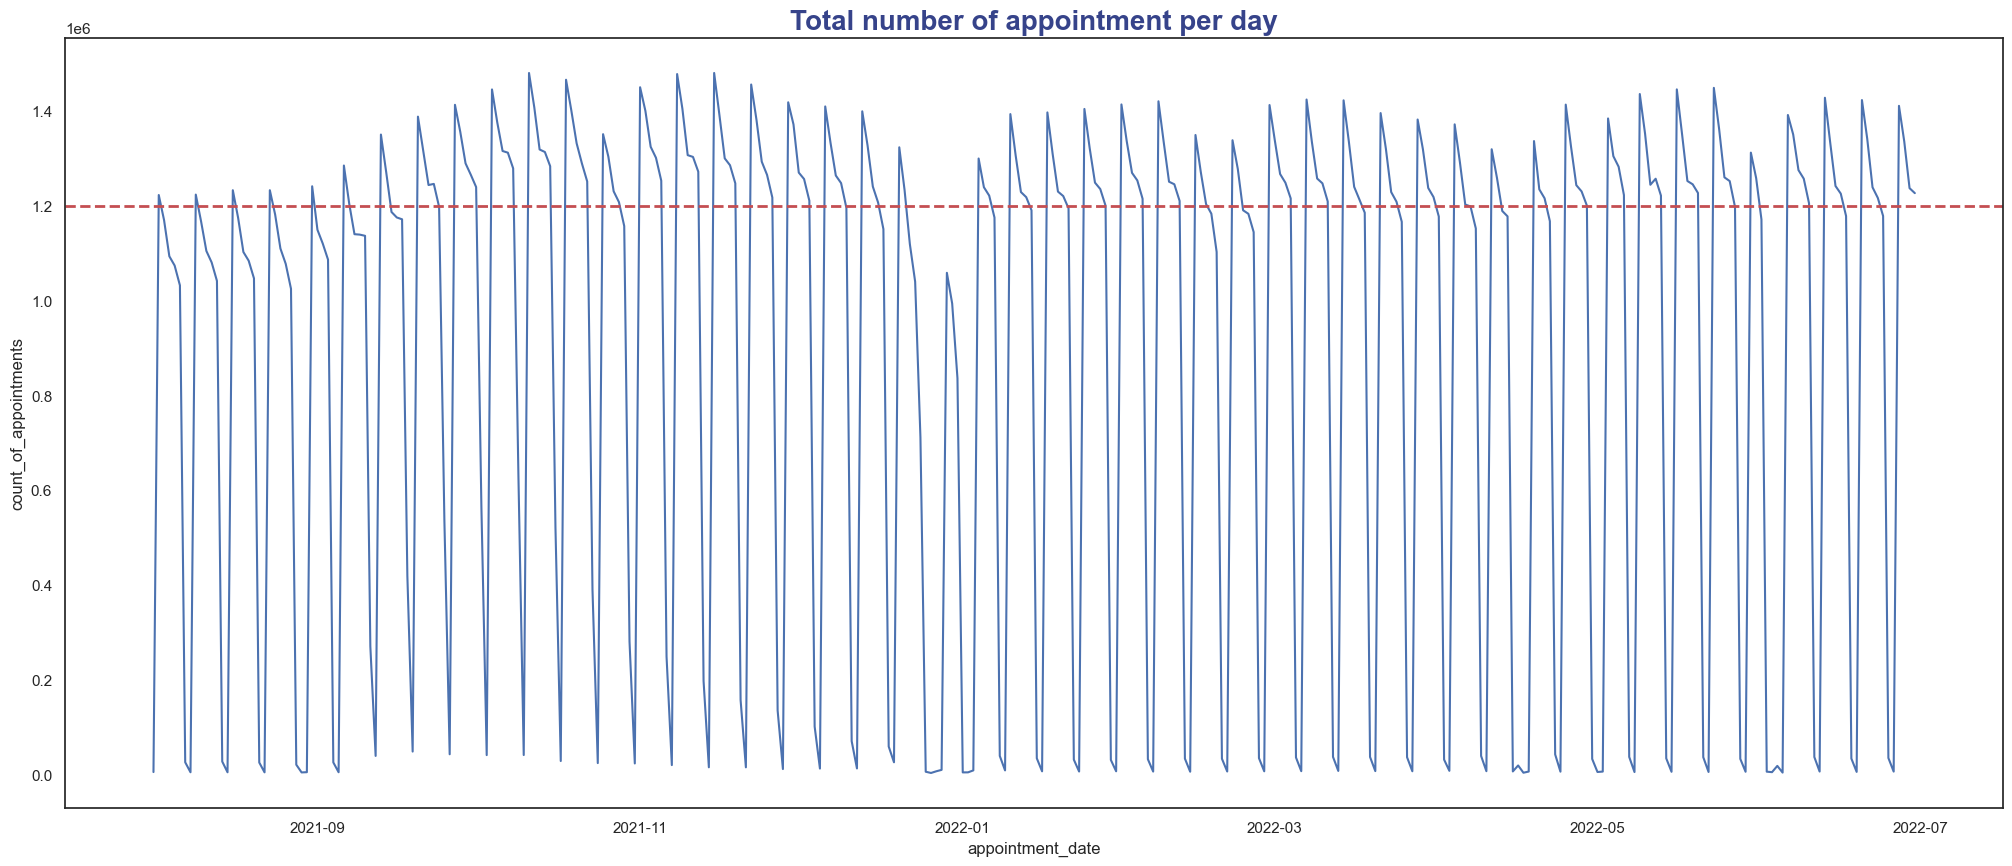 Total number of appointment per day
1e6
1.4
1.2
1.0
0.8
0.6
0.4
0.2
0.0
count_of_appointments
2021-09 2021-11 2022-01 2022-03 2022-05 2022-07
appointment_date